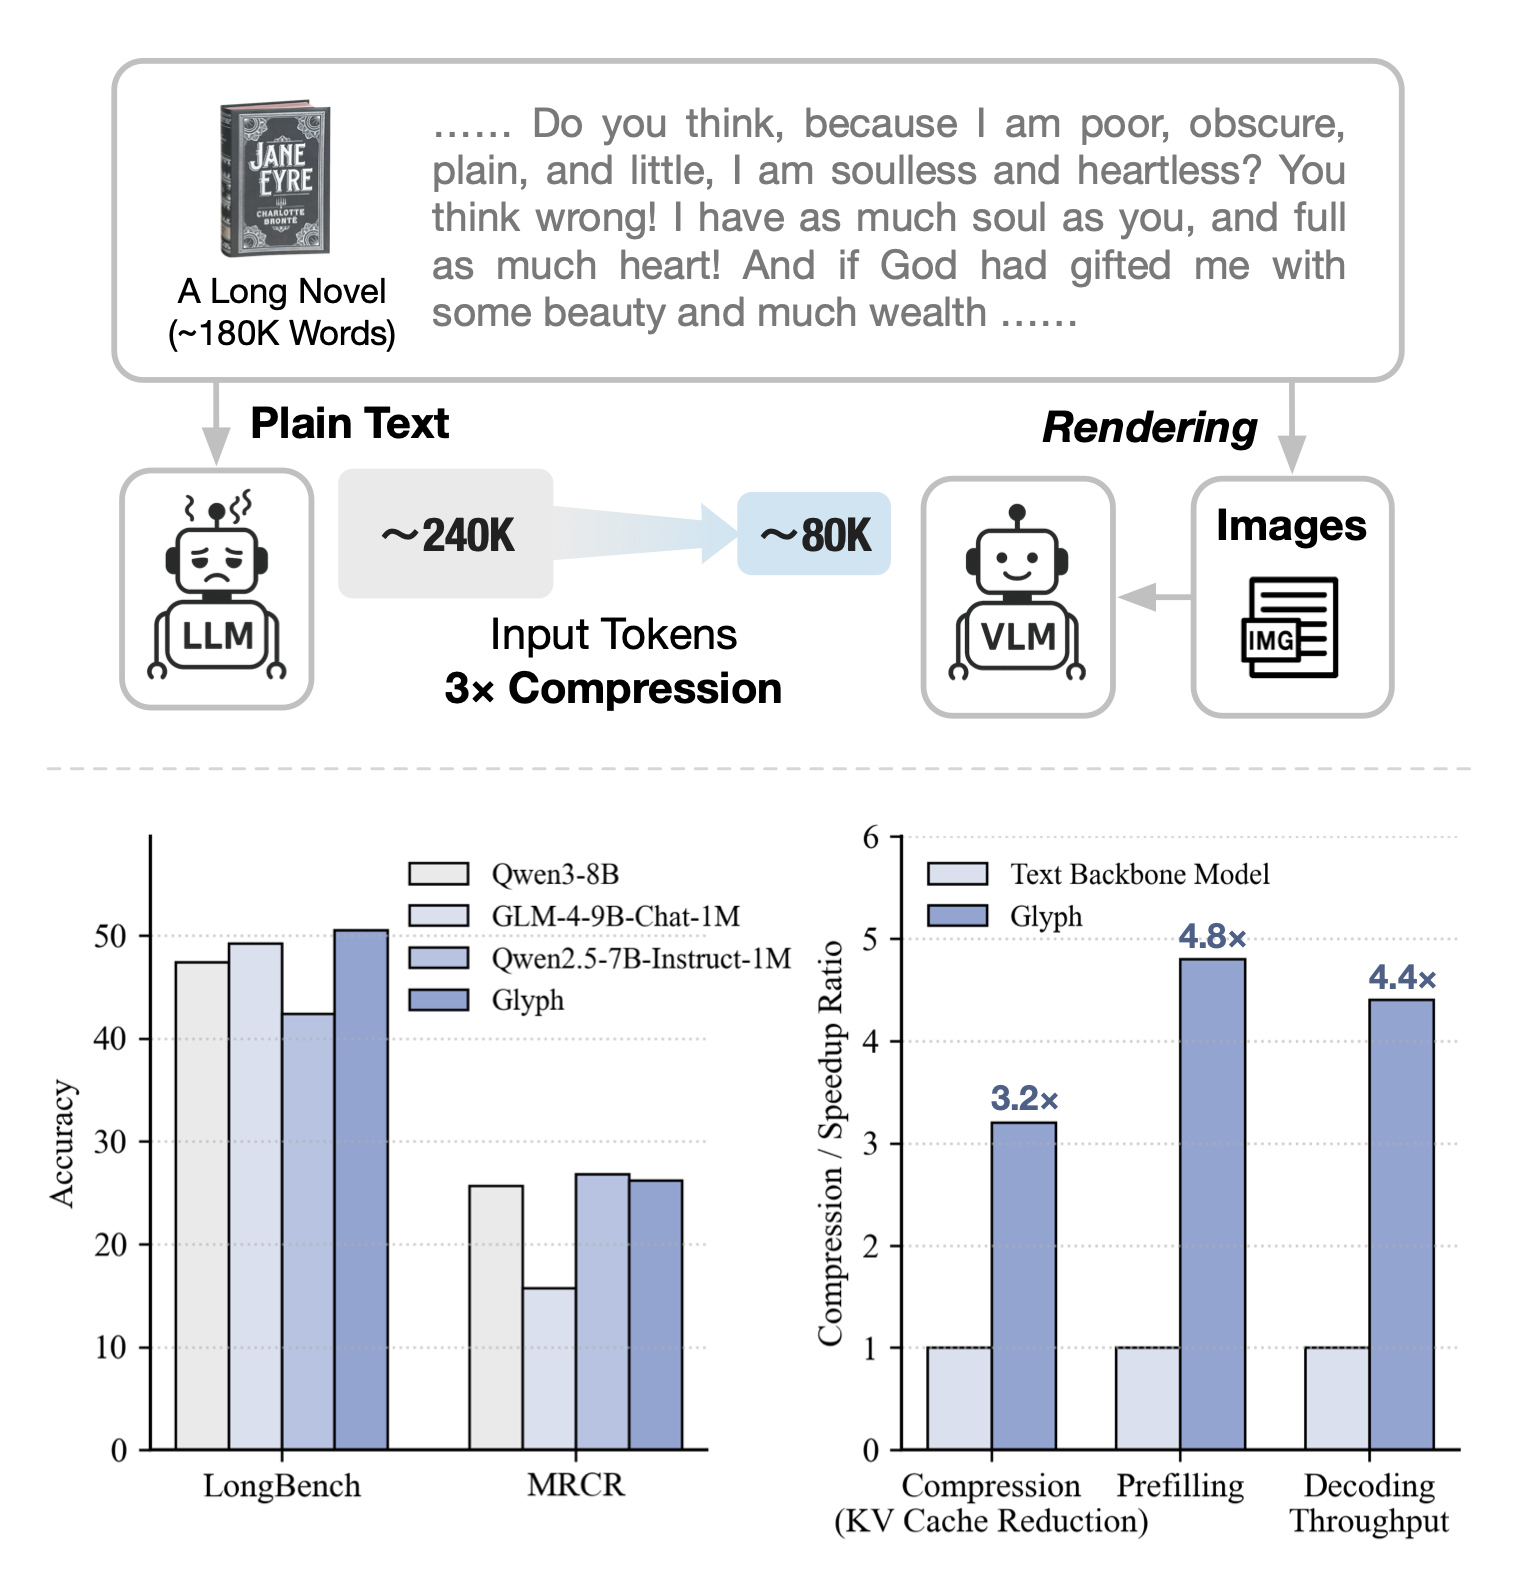 JANE
EYRE
CHARLOTTE
BRONTË
A Long Novel
(~180K Words)
…… Do you think, because I am poor, obscure,
plain, and little, I am soulless and heartless? You
think wrong! I have as much soul as you, and full
as much heart! And if God had gifted me with
some beauty and much wealth ……
Plain Text
Rendering
LLM
~240K
~80K
Input Tokens
3× Compression
VLM
Images
IMG
Accuracy
50
40
30
20
10
0
Qwen3-8B
GLM-4-9B-Chat-1M
Qwen2.5-7B-Instruct-1M
Glyph
LongBench
MRCR
Compression / Speedup Ratio
6
5
4
3
2
1
0
Text Backbone Model
Glyph
3.2×
4.8×
4.4×
Compression
(KV Cache Reduction)
Prefilling
Decoding
Throughput